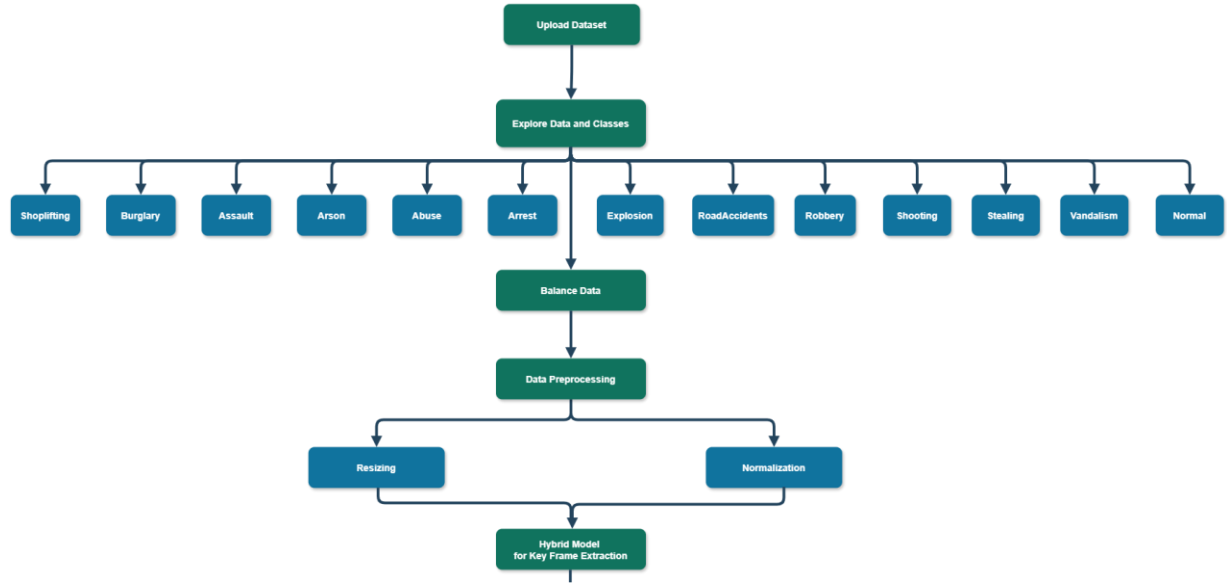 Upload Dataset
Explore Data and Classes
Shoplifting
Burglary
Assault
Arson
Abuse
Arrest
Explosion
RoadAccidents
Robbery
Shooting
Stealing
Vandalism
Normal
Balance Data
Data Preprocessing
Resizing
Normalization
Hybrid Model
for Key Frame Extraction